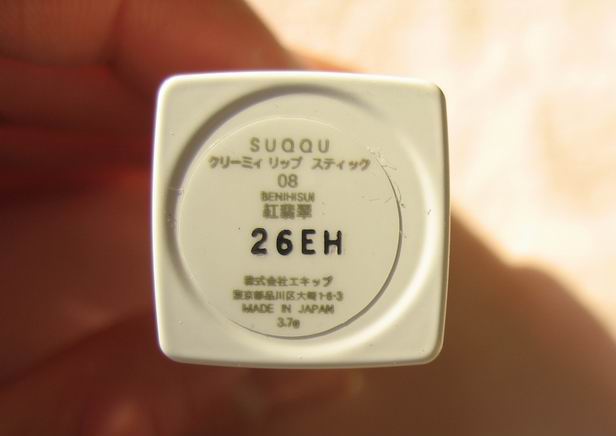 SUQQU
クリーミィ リップ スティック
08
BENIHISUI
紅翡翠
26EH
株式会社エキップ
東京都品川区大崎1-6-3
MADE IN JAPAN
3.7g